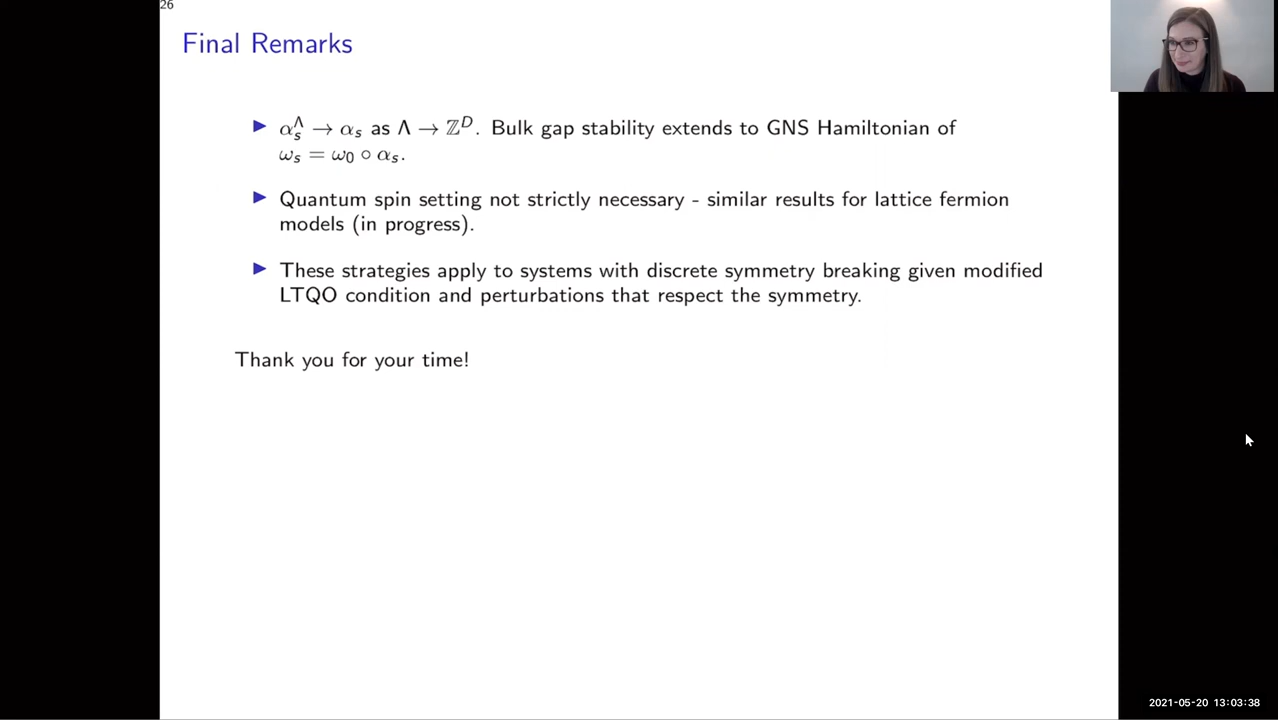 26
Final Remarks
▶ α_s^Λ → α_s as Λ → ℤ^D. Bulk gap stability extends to GNS Hamiltonian of
ω_s = ω_0 ∘ α_s.
▶ Quantum spin setting not strictly necessary - similar results for lattice fermion
models (in progress).
▶ These strategies apply to systems with discrete symmetry breaking given modified
LTQO condition and perturbations that respect the symmetry.
Thank you for your time!
2021-05-20 13:03:38